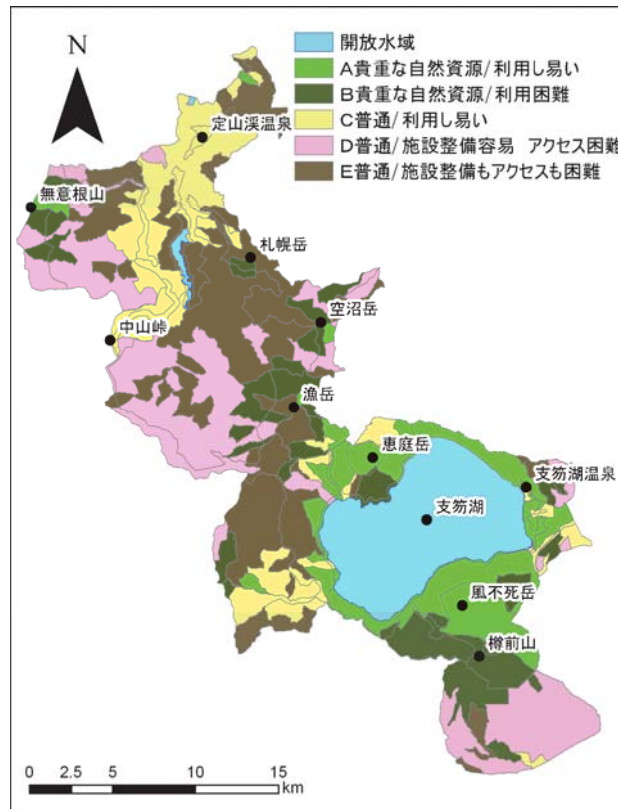 N
開放水域
A貴重な自然資源/利用し易い
B貴重な自然資源/利用困難
C普通/利用し易い
D普通/施設整備容易 アクセス困難
E普通/施設整備もアクセスも困難
定山渓温泉
無意根山
札幌岳
空沼岳
中山峠
漁岳
恵庭岳
支笏湖温泉
支笏湖
風不死岳
樽前山
0 2.5 5 10 15
km